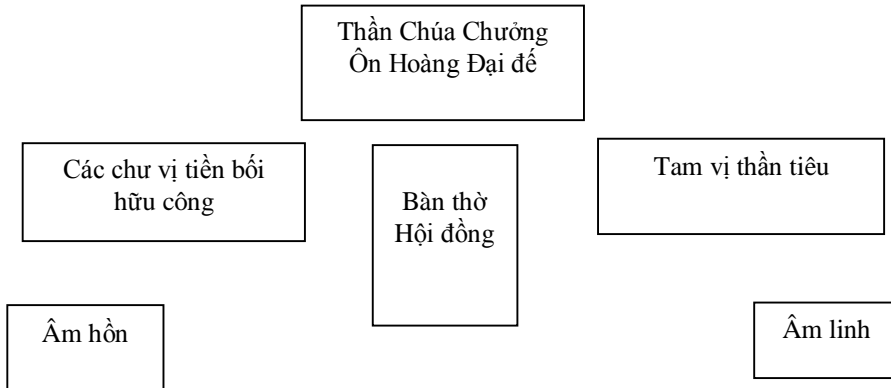 Thần Chúa Chưởng
Ôn Hoàng Đại đế
Các chư vị tiền bối
hữu công
Bàn thờ
Hội đồng
Tam vị thần tiêu
Âm hồn
Âm linh